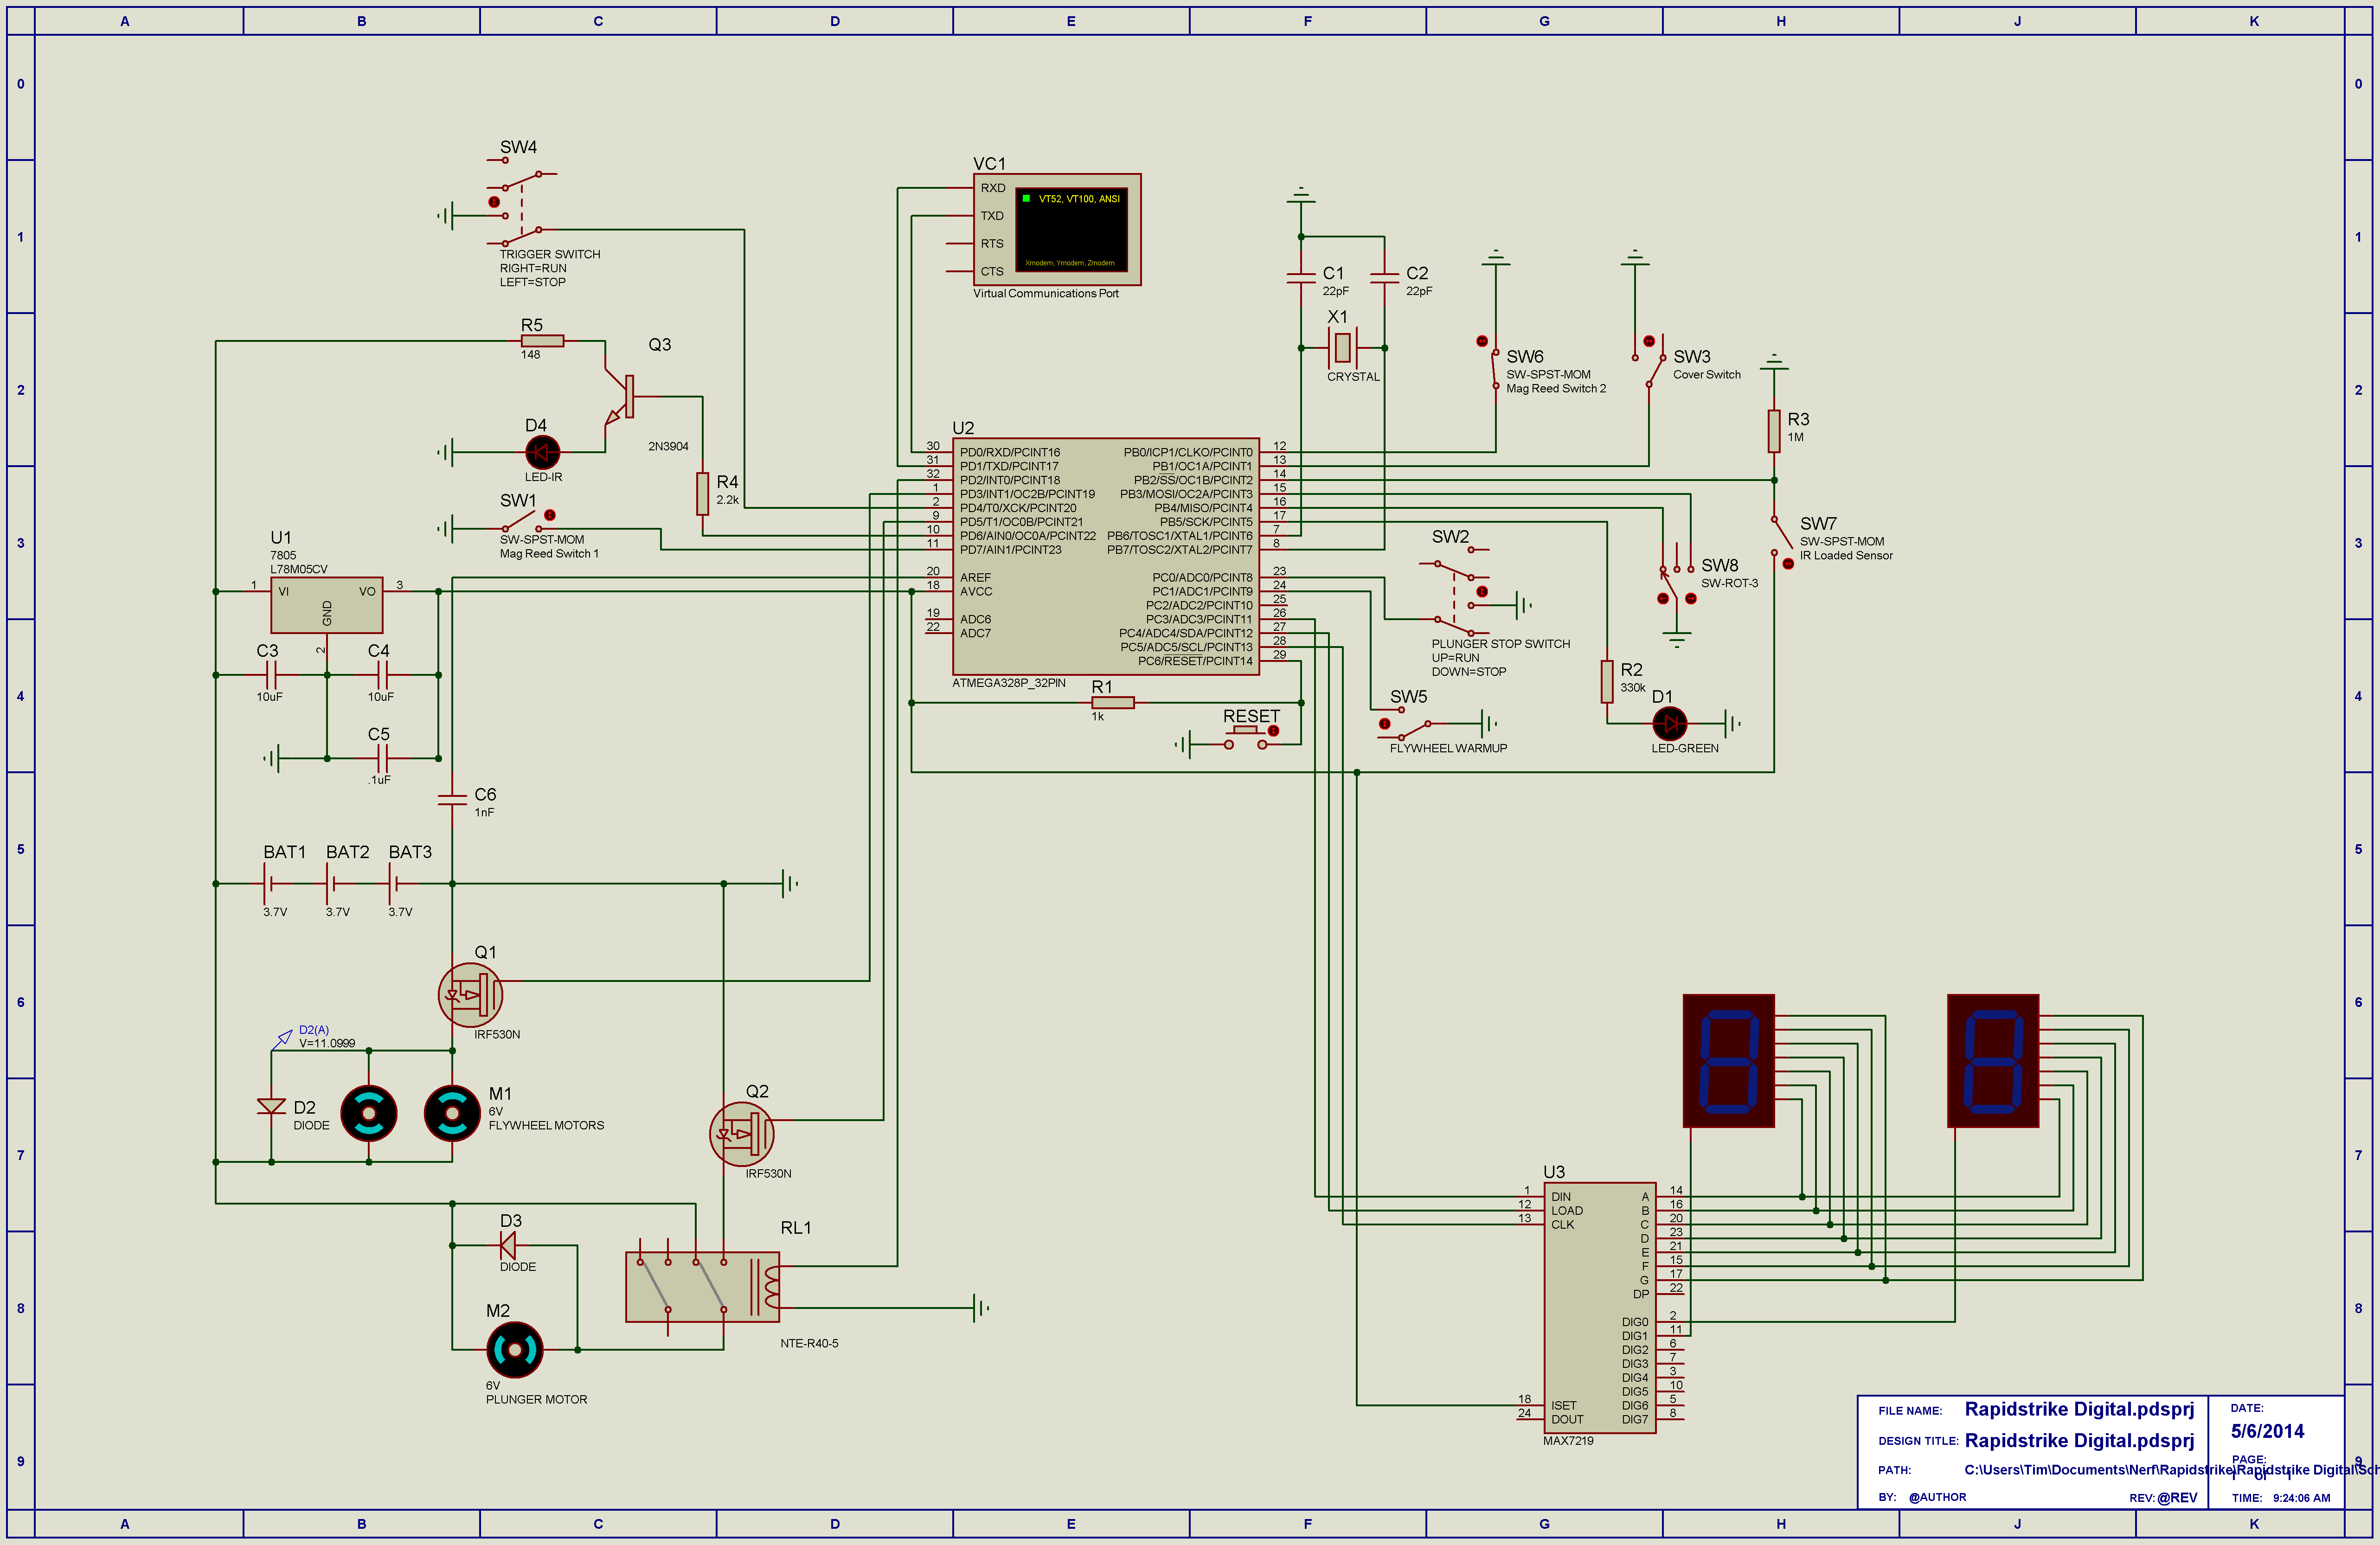 A B C D E F G H J K
0 0
1 1
2 2
3 3
4 4
5 5
6 6
7 7
8 8
9 9
SW4
TRIGGER SWITCH
RIGHT=RUN
LEFT=STOP
VC1
RXD
TXD
RTS
CTS
VT52, VT100, ANSI
Xmodem, Ymodem, Zmodem
Virtual Communications Port
C1
22pF
C2
22pF
X1
CRYSTAL
SW6
SW-SPST-MOM
Mag Reed Switch 2
SW3
Cover Switch
R3
1M
R5
148
Q3
2N3904
D4
LED-IR
R4
2.2k
SW1
SW-SPST-MOM
Mag Reed Switch 1
U1
7805
L78M05CV
1 VI
VO 3
GND
2
C3
10uF
C4
10uF
C5
.1uF
C6
1nF
U2
30 PD0/RXD/PCINT16
31 PD1/TXD/PCINT17
32 PD2/INT0/PCINT18
1 PD3/INT1/OC2B/PCINT19
2 PD4/T0/XCK/PCINT20
9 PD5/T1/OC0B/PCINT21
10 PD6/AIN0/OC0A/PCINT22
11 PD7/AIN1/PCINT23
20 AREF
18 AVCC
19 ADC6
22 ADC7
PB0/ICP1/CLKO/PCINT0 12
PB1/OC1A/PCINT1 13
PB2/SS/OC1B/PCINT2 14
PB3/MOSI/OC2A/PCINT3 15
PB4/MISO/PCINT4 16
PB5/SCK/PCINT5 17
PB6/TOSC1/XTAL1/PCINT6 7
PB7/TOSC2/XTAL2/PCINT7 8
PC0/ADC0/PCINT8 23
PC1/ADC1/PCINT9 24
PC2/ADC2/PCINT10 25
PC3/ADC3/PCINT11 26
PC4/ADC4/SDA/PCINT12 27
PC5/ADC5/SCL/PCINT13 28
PC6/RESET/PCINT14 29
ATMEGA328P_32PIN
R1
1k
RESET
SW2
PLUNGER STOP SWITCH
UP=RUN
DOWN=STOP
SW5
FLYWHEEL WARMUP
R2
330k
D1
LED-GREEN
SW8
SW-ROT-3
SW7
SW-SPST-MOM
IR Loaded Sensor
BAT1
3.7V
BAT2
3.7V
BAT3
3.7V
Q1
IRF530N
D2(A)
V=11.0999
D2
DIODE
M1
6V
FLYWHEEL MOTORS
Q2
IRF530N
D3
DIODE
M2
6V
PLUNGER MOTOR
RL1
NTE-R40-5
U3
1 DIN
12 LOAD
13 CLK
18 ISET
24 DOUT
A 14
B 16
C 20
D 23
E 21
F 15
G 17
DP 22
DIG0 2
DIG1 11
DIG2 6
DIG3 7
DIG4 3
DIG5 10
DIG6 5
DIG7 8
MAX7219
FILE NAME: Rapidstrike Digital.pdsprj
DESIGN TITLE: Rapidstrike Digital.pdsprj
PATH: C:\Users\Tim\Documents\Nerf\Rapidstrike\Rapidstrike Digital\Sch
BY: @AUTHOR
REV: @REV
DATE:
5/6/2014
PAGE:
TIME: 9:24:06 AM
A B C D E F G H J K